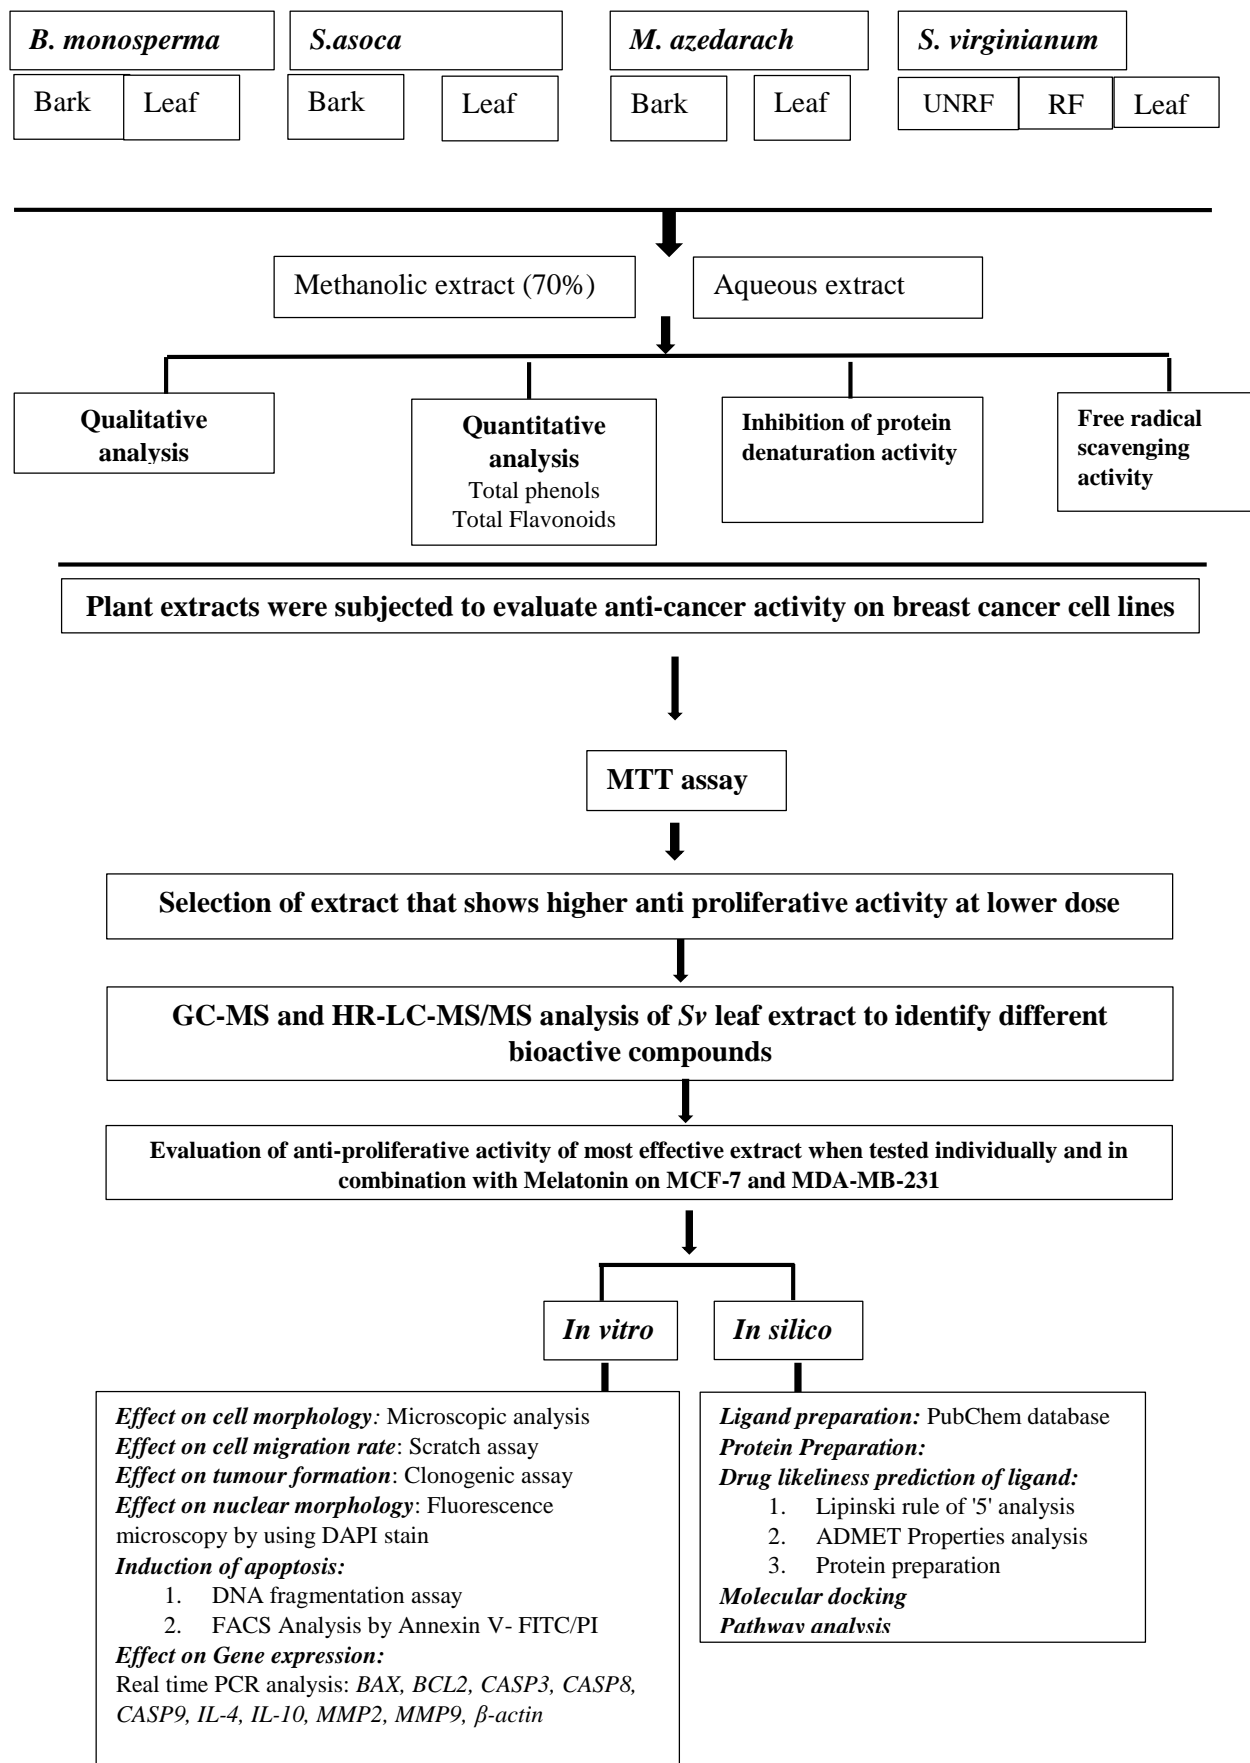 B. monosperma
S.asoca
M. azedarach
S. virginianum
Bark
Leaf
Bark
Leaf
Bark
Leaf
UNRF
RF
Leaf
Methanolic extract (70%)
Aqueous extract
Qualitative
analysis
Quantitative
analysis
Total phenols
Total Flavonoids
Inhibition of protein
denaturation activity
Free radical
scavenging
activity
Plant extracts were subjected to evaluate anti-cancer activity on breast cancer cell lines
MTT assay
Selection of extract that shows higher anti proliferative activity at lower dose
GC-MS and HR-LC-MS/MS analysis of Sv leaf extract to identify different
bioactive compounds
Evaluation of anti-proliferative activity of most effective extract when tested individually and in
combination with Melatonin on MCF-7 and MDA-MB-231
In vitro
In silico
Effect on cell morphology: Microscopic analysis
Effect on cell migration rate: Scratch assay
Effect on tumour formation: Clonogenic assay
Effect on nuclear morphology: Fluorescence
microscopy by using DAPI stain
Induction of apoptosis:
1. DNA fragmentation assay
2. FACS Analysis by Annexin V- FITC/PI
Effect on Gene expression:
Real time PCR analysis: BAX, BCL2, CASP3, CASP8,
CASP9, IL-4, IL-10, MMP2, MMP9, β-actin
Ligand preparation: PubChem database
Protein Preparation:
Drug likeliness prediction of ligand:
1. Lipinski rule of '5' analysis
2. ADMET Properties analysis
3. Protein preparation
Molecular docking
Pathway analysis